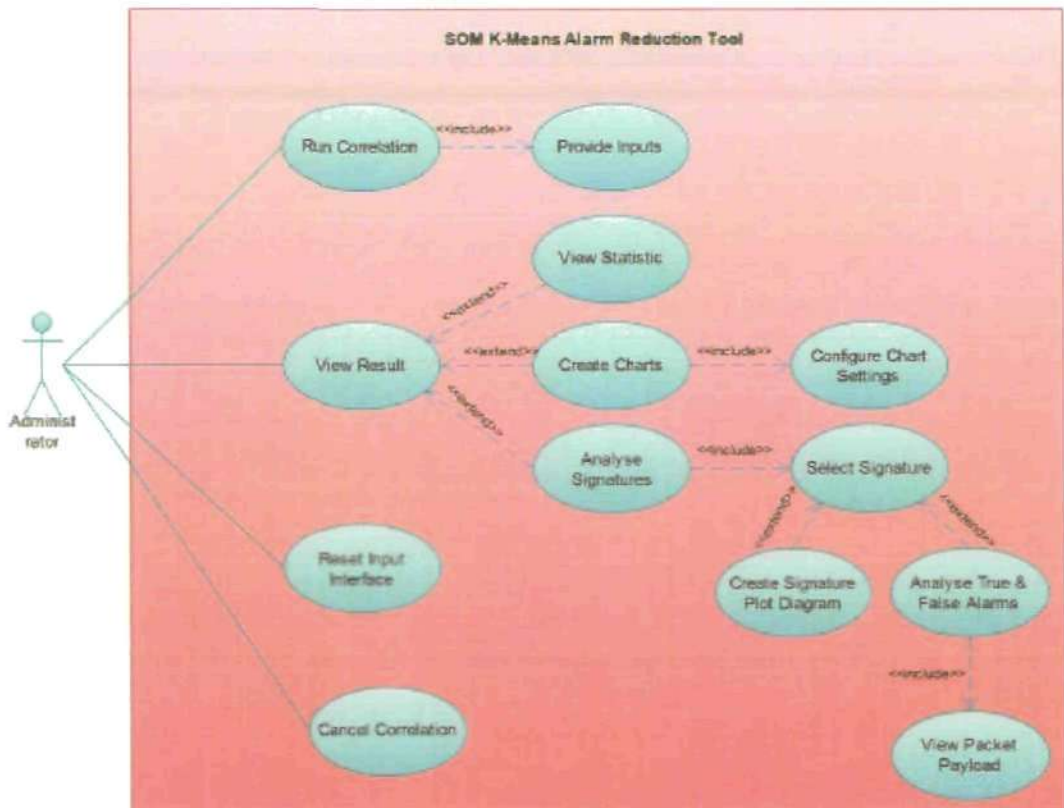 SOM K-Means Alarm Reduction Tool
<<include>>
Run Correlation
Provide Inputs
View Statistic
<<extend>>
View Result
<<extend>>
Create Charts
<<include>>
Configure Chart
Settings
<<extend>>
Administ
rator
Analyse
Signatures
<<include>>
Select Signature
<<extend>>
<<extend>>
Reset Input
Interface
Create Signature
Plot Diagram
Analyse True &
False Alarms
<<include>>
Cancel Correlation
View Packet
Payload